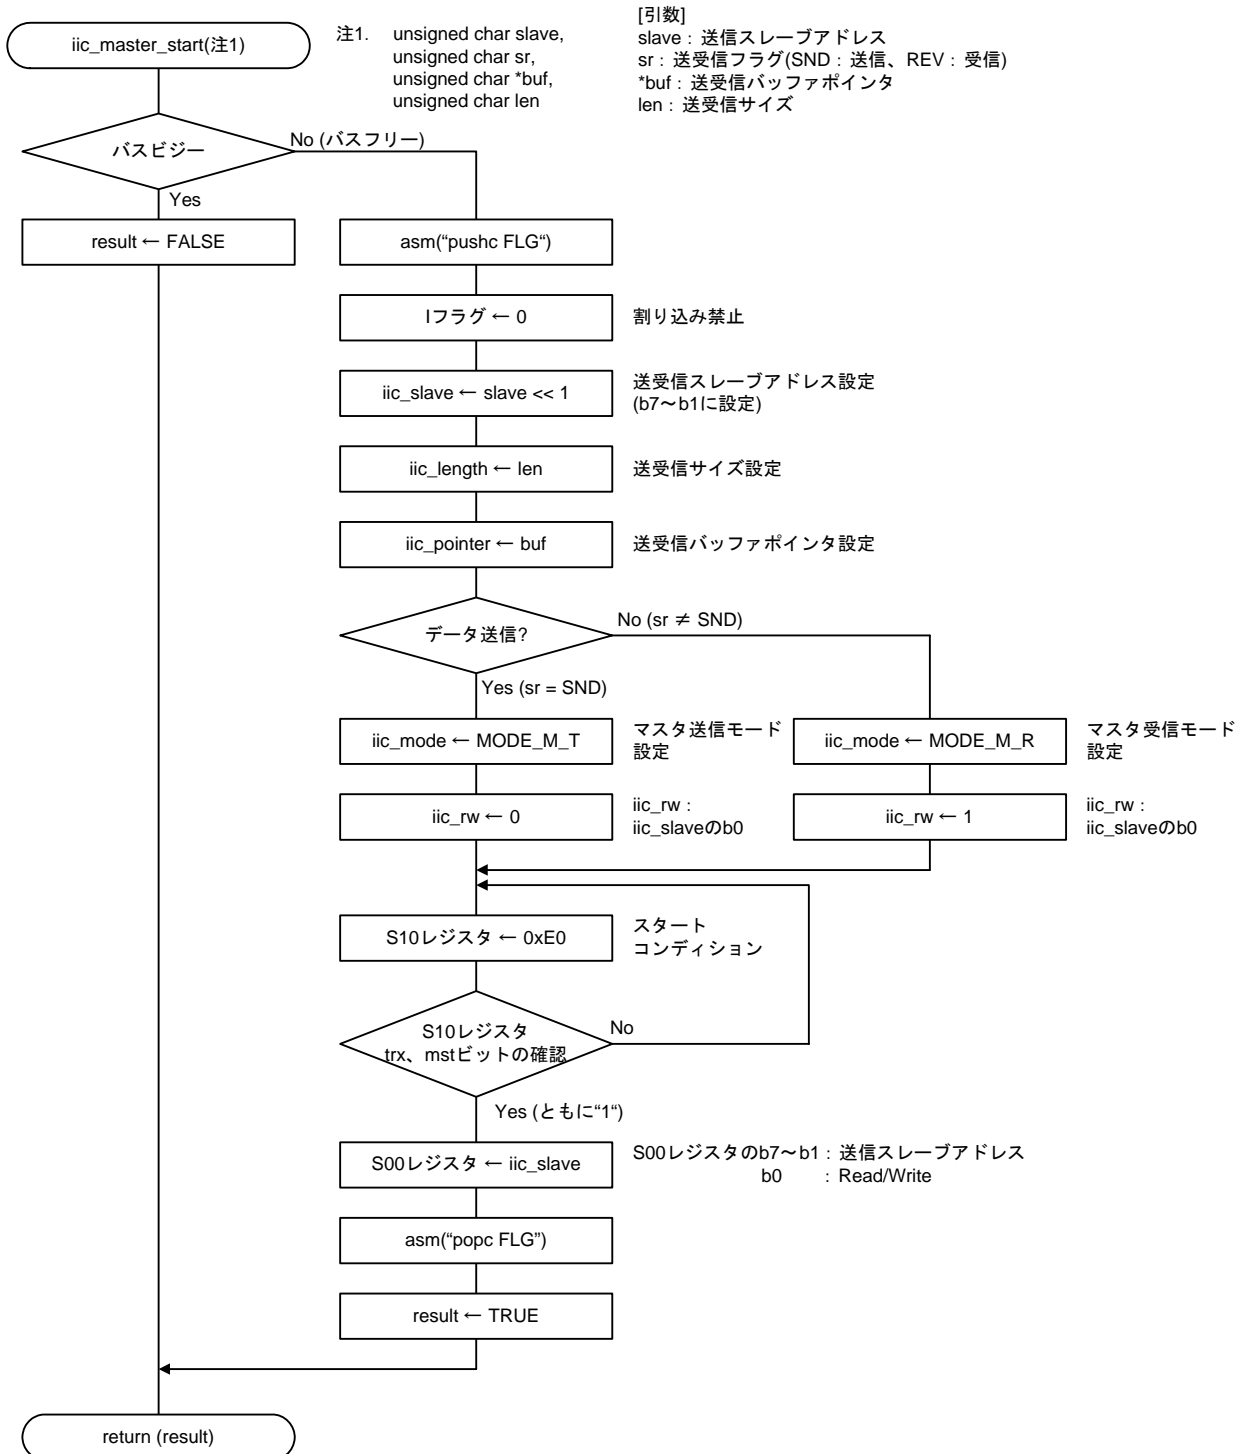 iic_master_start(注1)
注1. unsigned char slave,
unsigned char sr,
unsigned char *buf,
unsigned char len
[引数]
slave : 送信スレーブアドレス
sr : 送受信フラグ(SND : 送信、REV : 受信)
*buf : 送受信バッファポインタ
len : 送受信サイズ
バスビジー
No (バスフリー)
Yes
result ← FALSE
asm(“pushc FLG“)
Iフラグ ← 0
割り込み禁止
iic_slave ← slave << 1
送受信スレーブアドレス設定
(b7～b1に設定)
iic_length ← len
送受信サイズ設定
iic_pointer ← buf
送受信バッファポインタ設定
データ送信?
No (sr ≠ SND)
Yes (sr = SND)
iic_mode ← MODE_M_T
マスタ送信モード
設定
iic_mode ← MODE_M_R
マスタ受信モード
設定
iic_rw ← 0
iic_rw :
iic_slaveのb0
iic_rw ← 1
iic_rw :
iic_slaveのb0
S10レジスタ ← 0xE0
スタート
コンディション
S10レジスタ
trx、mstビットの確認
No
Yes (ともに“1“)
S00レジスタ ← iic_slave
S00レジスタのb7～b1 : 送信スレーブアドレス
b0 : Read/Write
asm(“popc FLG”)
result ← TRUE
return (result)